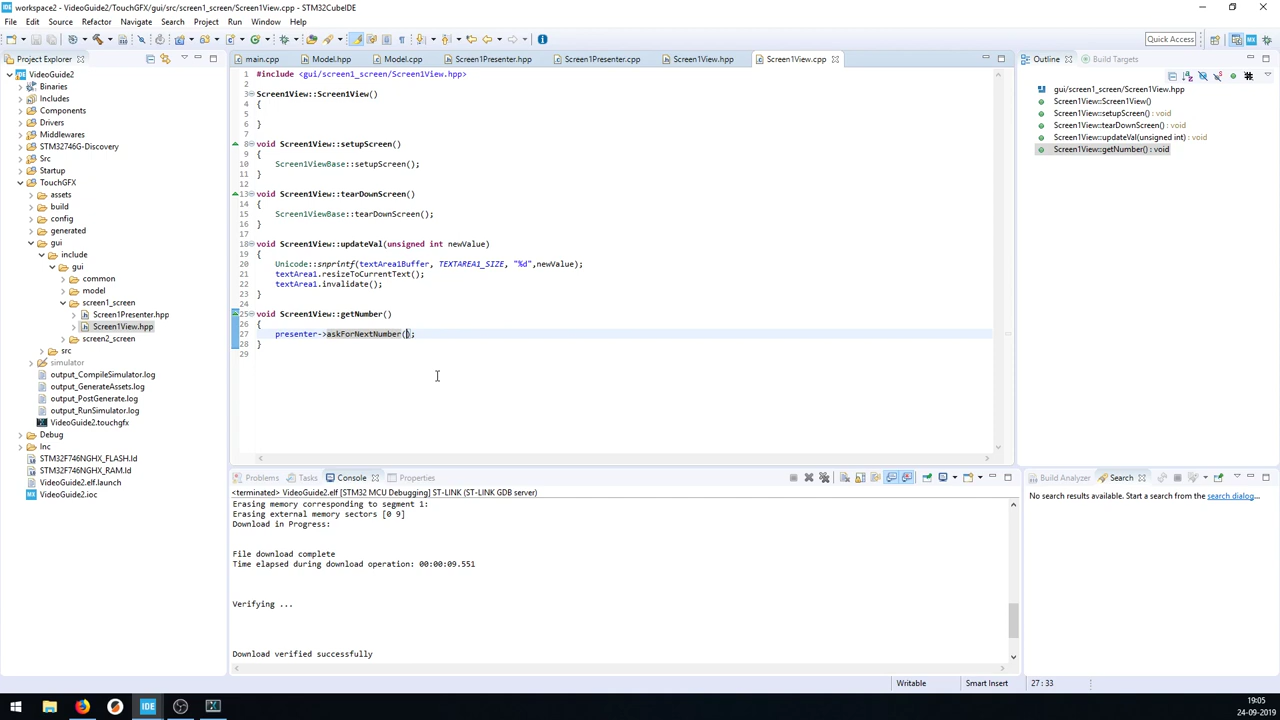 workspace2 - VideoGuide2/TouchGFX/gui/src/screen1_screen/Screen1View.cpp - STM32CubeIDE
File Edit Source Refactor Navigate Search Project Run Window Help
Quick Access
Project Explorer
VideoGuide2
Binaries
Includes
Components
Drivers
Middlewares
STM32746G-Discovery
Src
Startup
TouchGFX
assets
build
config
generated
gui
include
gui
common
model
screen1_screen
Screen1Presenter.hpp
Screen1View.hpp
screen2_screen
src
simulator
output_CompileSimulator.log
output_GenerateAssets.log
output_PostGenerate.log
output_RunSimulator.log
VideoGuide2.touchgfx
Debug
Inc
STM32F746NGHX_FLASH.ld
STM32F746NGHX_RAM.ld
VideoGuide2.elf.launch
VideoGuide2.ioc
main.cpp Model.hpp Model.cpp Screen1Presenter.hpp Screen1Presenter.cpp Screen1View.hpp Screen1View.cpp
1 #include <gui/screen1_screen/Screen1View.hpp>
2
3 Screen1View::Screen1View()
4 {
5
6 }
7
8 void Screen1View::setupScreen()
9 {
10 Screen1ViewBase::setupScreen();
11 }
12
13 void Screen1View::tearDownScreen()
14 {
15 Screen1ViewBase::tearDownScreen();
16 }
17
18 void Screen1View::updateVal(unsigned int newValue)
19 {
20 Unicode::snprintf(textArea1Buffer, TEXTAREA1_SIZE, "%d",newValue);
21 textArea1.resizeToCurrentText();
22 textArea1.invalidate();
23 }
24
25 void Screen1View::getNumber()
26 {
27 presenter->askForNextNumber();
28 }
29
Outline Build Targets
gui/screen1_screen/Screen1View.hpp
Screen1View::Screen1View()
Screen1View::setupScreen() : void
Screen1View::tearDownScreen() : void
Screen1View::updateVal(unsigned int) : void
Screen1View::getNumber() : void
Problems Tasks Console Properties
<terminated> VideoGuide2.elf [STM32 MCU Debugging] ST-LINK (ST-LINK GDB server)
Erasing memory corresponding to segment 1:
Erasing external memory sectors [0 9]
Download in Progress:
File download complete
Time elapsed during download operation: 00:00:09.551
Verifying ...
Download verified successfully
Build Analyzer Search
No search results available. Start a search from the search dialog...
Writable Smart Insert 27 : 33
IDE
19:05
24-09-2019